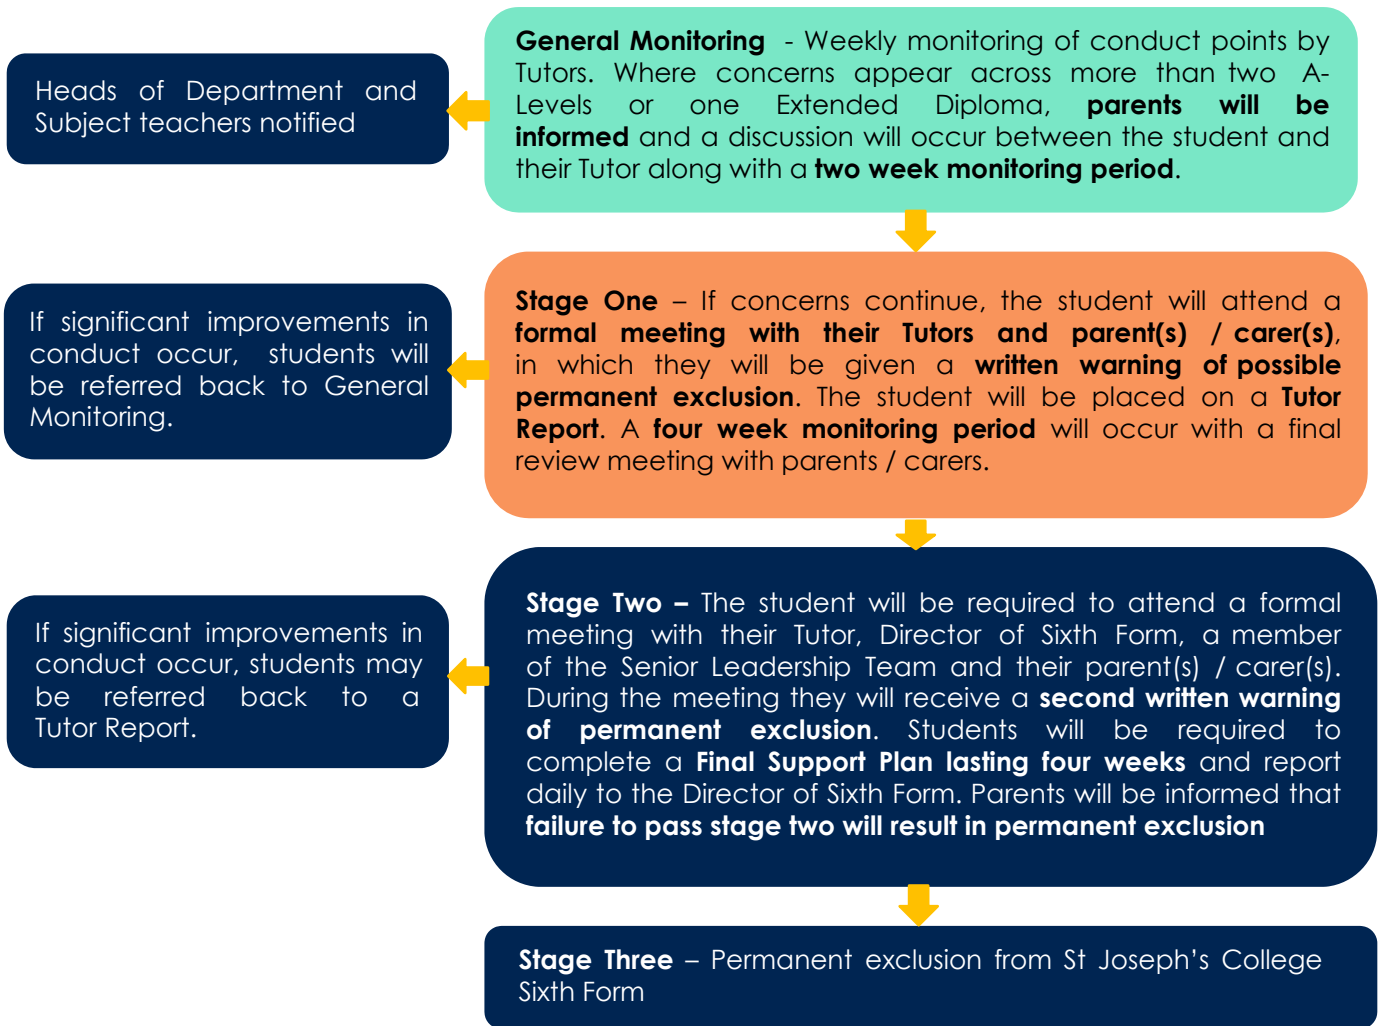 General Monitoring - Weekly monitoring of conduct points by
Tutors. Where concerns appear across more than two A-
Levels or one Extended Diploma, parents will be
informed and a discussion will occur between the student and
their Tutor along with a two week monitoring period.
Heads of Department and
Subject teachers notified
Stage One – If concerns continue, the student will attend a
formal meeting with their Tutors and parent(s) / carer(s),
in which they will be given a written warning of possible
permanent exclusion. The student will be placed on a Tutor
Report. A four week monitoring period will occur with a final
review meeting with parents / carers.
If significant improvements in
conduct occur, students will
be referred back to General
Monitoring.
Stage Two – The student will be required to attend a formal
meeting with their Tutor, Director of Sixth Form, a member
of the Senior Leadership Team and their parent(s) / carer(s).
During the meeting they will receive a second written warning
of permanent exclusion. Students will be required to
complete a Final Support Plan lasting four weeks and report
daily to the Director of Sixth Form. Parents will be informed that
failure to pass stage two will result in permanent exclusion
If significant improvements in
conduct occur, students may
be referred back to a
Tutor Report.
Stage Three – Permanent exclusion from St Joseph’s College
Sixth Form